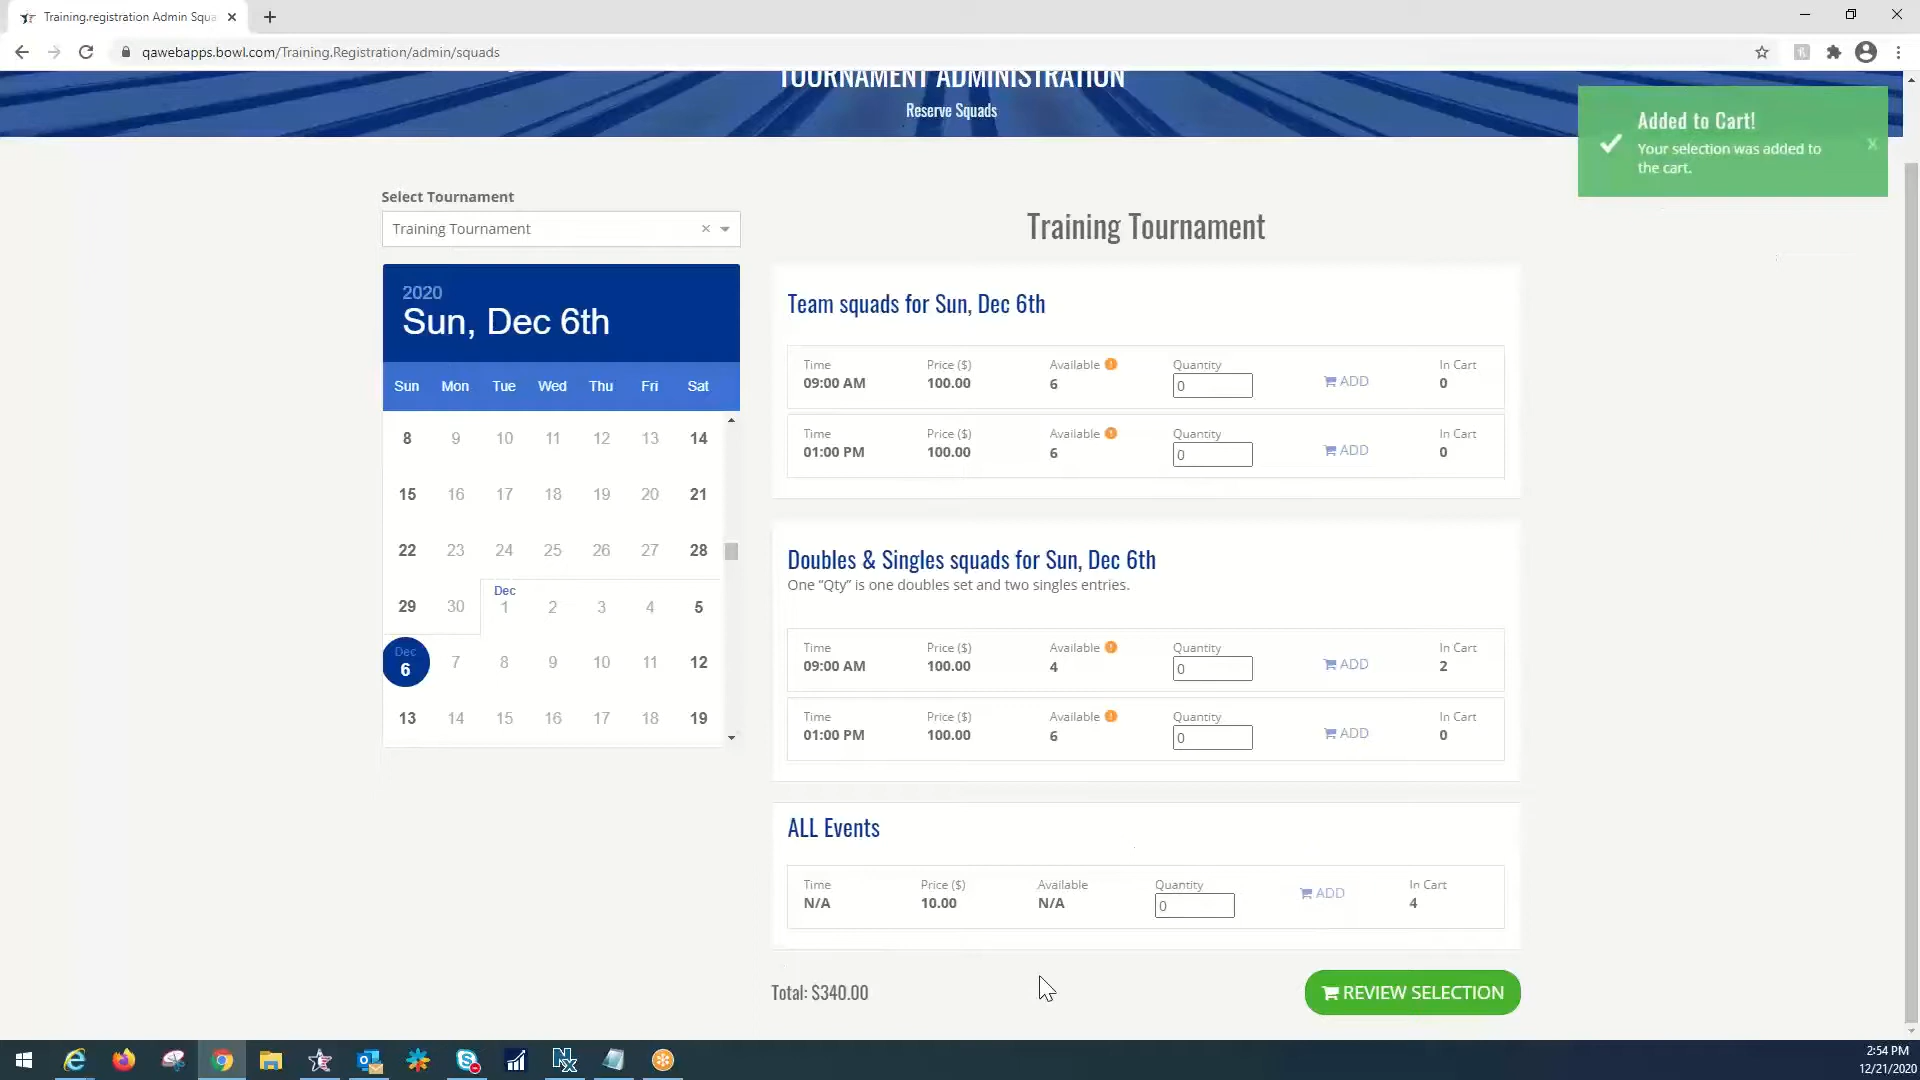 Training.registration Admin Squa
qawebapps.bowl.com/Training.Registration/admin/squads
TOURNAMENT ADMINISTRATION
Reserve Squads
Added to Cart!
Your selection was added to
the cart.
x
Select Tournament
Training Tournament
Training Tournament
2020
Sun, Dec 6th
Sun Mon Tue Wed Thu Fri Sat
8 9 10 11 12 13 14
15 16 17 18 19 20 21
22 23 24 25 26 27 28
Dec
29 30 1 2 3 4 5
Dec
6 7 8 9 10 11 12
13 14 15 16 17 18 19
Team squads for Sun, Dec 6th
Time Price ($) Available Quantity In Cart
09:00 AM 100.00 6 0 ADD 0
Time Price ($) Available Quantity In Cart
01:00 PM 100.00 6 0 ADD 0
Doubles & Singles squads for Sun, Dec 6th
One “Qty” is one doubles set and two singles entries.
Time Price ($) Available Quantity In Cart
09:00 AM 100.00 4 0 ADD 2
Time Price ($) Available Quantity In Cart
01:00 PM 100.00 6 0 ADD 0
ALL Events
Time Price ($) Available Quantity In Cart
N/A 10.00 N/A 0 ADD 4
Total: $340.00
REVIEW SELECTION
2:54 PM
12/21/2020